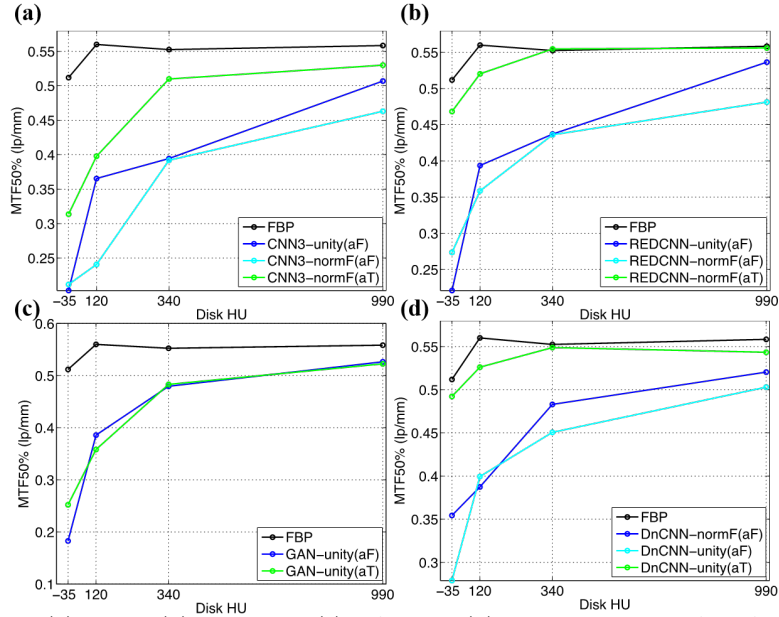 (a)
MTF50% (lp/mm)
0.55
0.5
0.45
0.4
0.35
0.3
0.25
−35
120
340
990
Disk HU
FBP
CNN3−unity(aF)
CNN3−normF(aF)
CNN3−normF(aT)
(b)
MTF50% (lp/mm)
0.55
0.5
0.45
0.4
0.35
0.3
0.25
−35
120
340
990
Disk HU
FBP
REDCNN−unity(aF)
REDCNN−normF(aF)
REDCNN−normF(aT)
(c)
MTF50% (lp/mm)
0.6
0.5
0.4
0.3
0.2
0.1
−35
120
340
990
Disk HU
FBP
GAN−unity(aF)
GAN−unity(aT)
(d)
MTF50% (lp/mm)
0.55
0.5
0.45
0.4
0.35
0.3
−35
120
340
990
Disk HU
FBP
DnCNN−normF(aF)
DnCNN−unity(aF)
DnCNN−unity(aT)